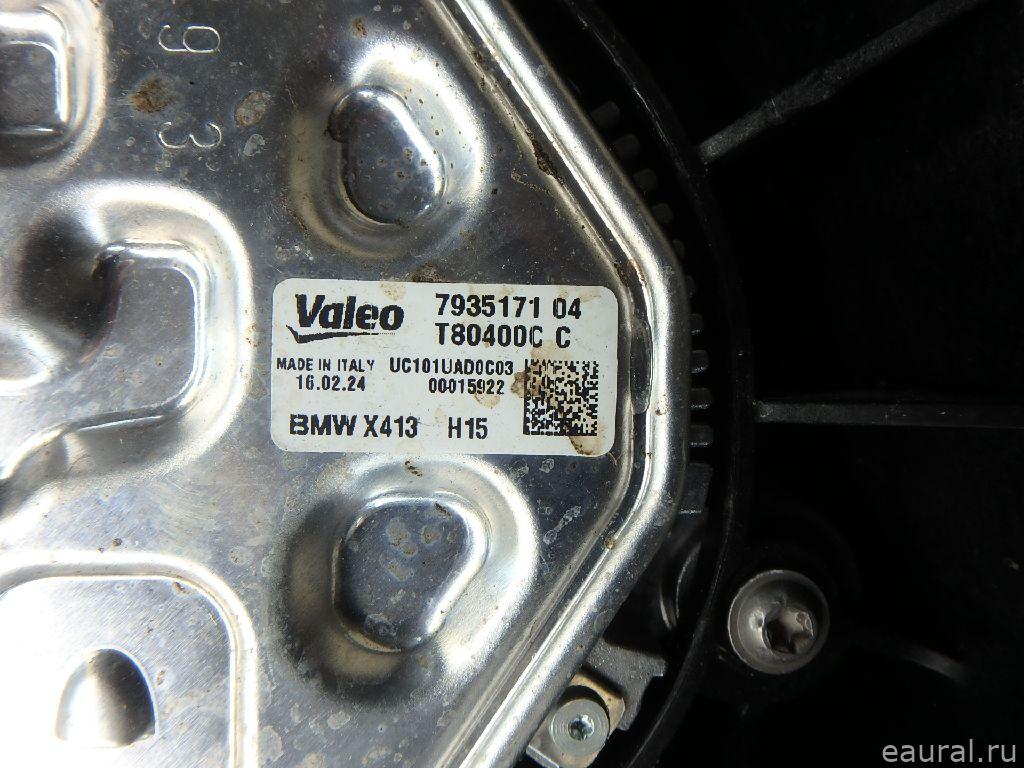 9 3
Valeo
7935171 04
T80400C C
MADE IN ITALY UC101UAD0C03
16.02.24 00015922
BMW X413 H15
eaural.ru